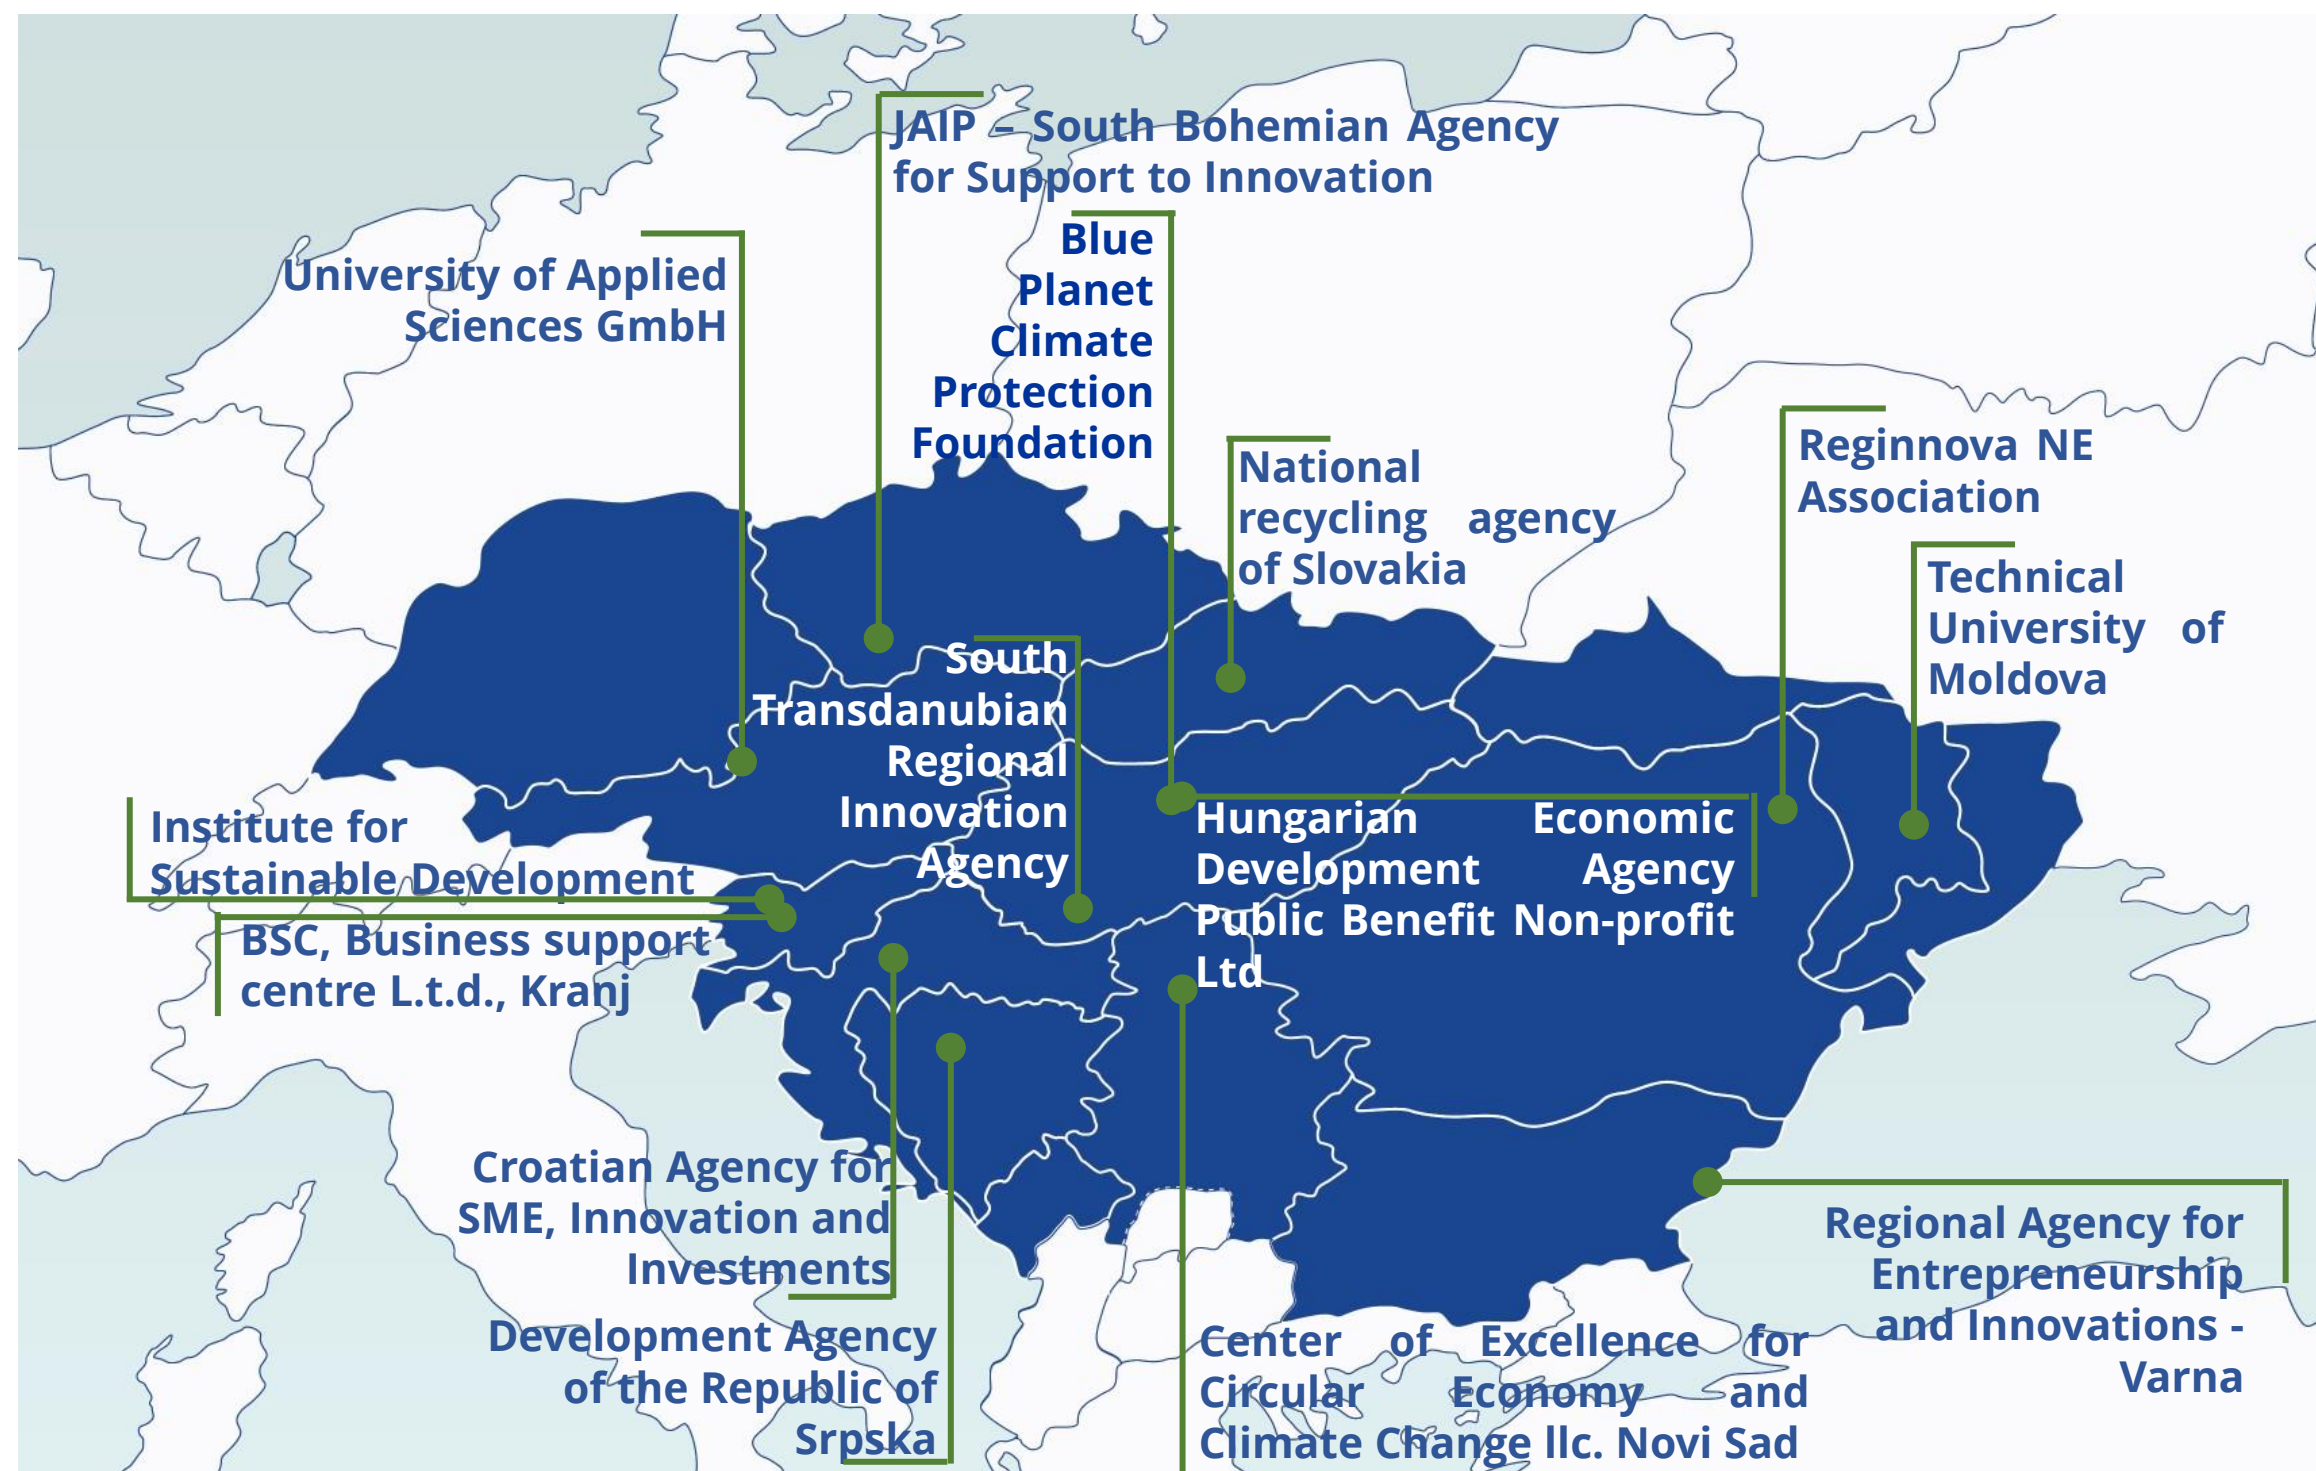 JAIP – South Bohemian Agency
for Support to Innovation
Blue
Planet
Climate
Protection
Foundation
University of Applied
Sciences GmbH
National
recycling agency
of Slovakia
Reginnova NE
Association
Technical
University of
Moldova
South
Transdanubian
Regional
Innovation
Agency
Hungarian Economic
Development Agency
Public Benefit Non-profit
Ltd
Institute for
Sustainable Development
BSC, Business support
centre L.t.d., Kranj
Croatian Agency for
SME, Innovation and
Investments
Development Agency
of the Republic of
Srpska
Center of Excellence for
Circular Economy and
Climate Change llc. Novi Sad
Regional Agency for
Entrepreneurship
and Innovations -
Varna